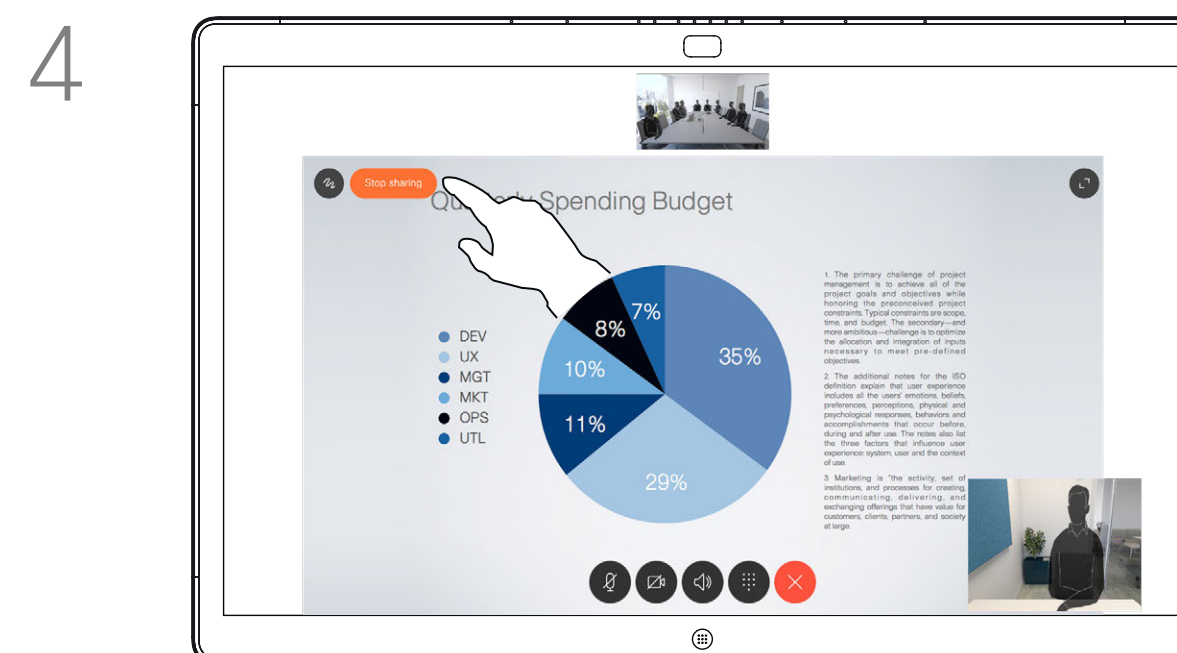 4
Stop sharing
Quarterly Spending Budget
7%
8%
35%
10%
11%
29%
DEV
UX
MGT
MKT
OPS
UTL
1. The primary challenge of project
management is to achieve all of the
project goals and objectives while
honoring the preconceived project
constraints. Typical constraints are scope,
time, and budget. The secondary—and
more ambitious—challenge is to optimize
the allocation and integration of inputs
necessary to meet pre-defined
objectives.
2. The additional notes for the ISO
definition explain that user experience
includes all the users' emotions, beliefs,
preferences, perceptions, physical and
psychological responses, behaviors and
accomplishments that occur before,
during and after use. The notes also list
the three factors that influence user
experience: system, user and the context
of use.
3. Marketing is "the activity, set of
institutions, and processes for creating,
communicating, delivering, and
exchanging offerings that have value for
customers, clients, partners, and society
at large.